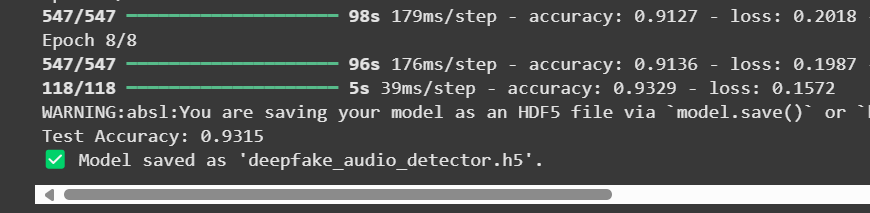 547/547 ━━━━━━━━━━━━━━━━━━━━ 98s 179ms/step - accuracy: 0.9127 - loss: 0.2018
Epoch 8/8
547/547 ━━━━━━━━━━━━━━━━━━━━ 96s 176ms/step - accuracy: 0.9136 - loss: 0.1987 -
118/118 ━━━━━━━━━━━━━━━━━━━━ 5s 39ms/step - accuracy: 0.9329 - loss: 0.1572
WARNING:absl:You are saving your model as an HDF5 file via `model.save()` or `
Test Accuracy: 0.9315
✅ Model saved as 'deepfake_audio_detector.h5'.